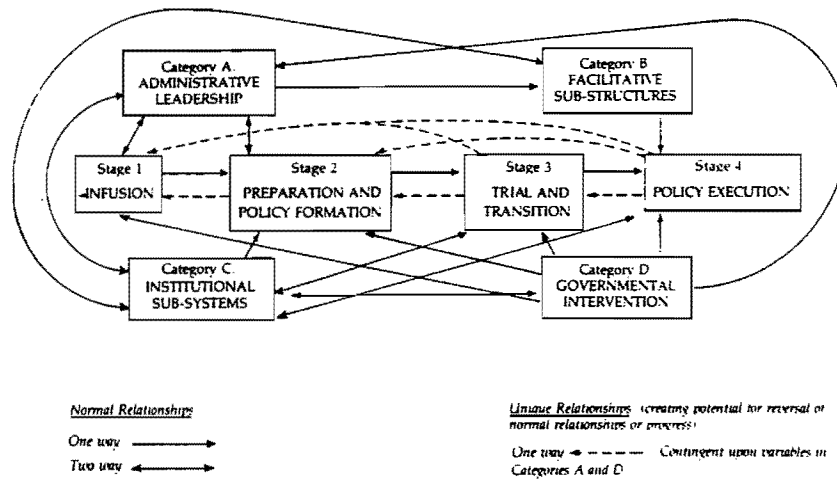 Category A.
ADMINISTRATIVE
LEADERSHIP
Category B
FACILITATIVE
SUB-STRUCTURES
Stage 1
INFUSION
Stage 2
PREPARATION AND
POLICY FORMATION
Stage 3
TRIAL AND
TRANSITION
Stage 4
POLICY EXECUTION
Category C.
INSTITUTIONAL
SUB-SYSTEMS
Category D
GOVERNMENTAL
INTERVENTION
Normal Relationships
One way
Two way
Unique Relationships (creating potential for reversal of
normal relationships or progress)
One way Contingent upon variables in
Categories A and D